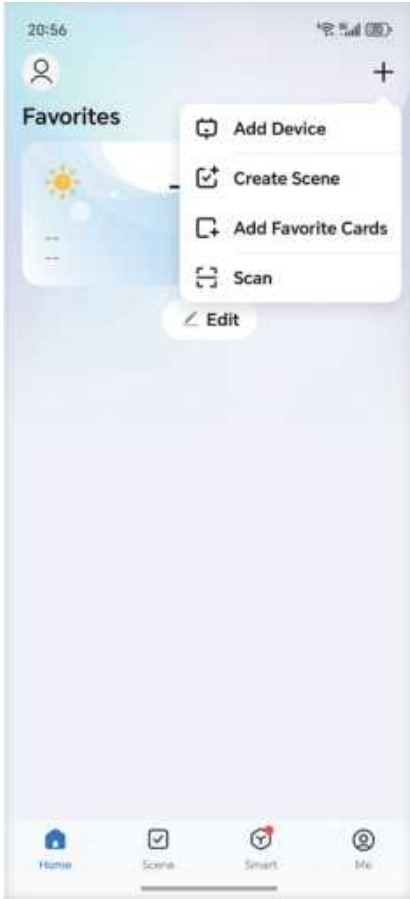 20:56
Favorites
Add Device
Create Scene
Add Favorite Cards
Scan
--
--
Edit
Home
Scene
Smart
Me